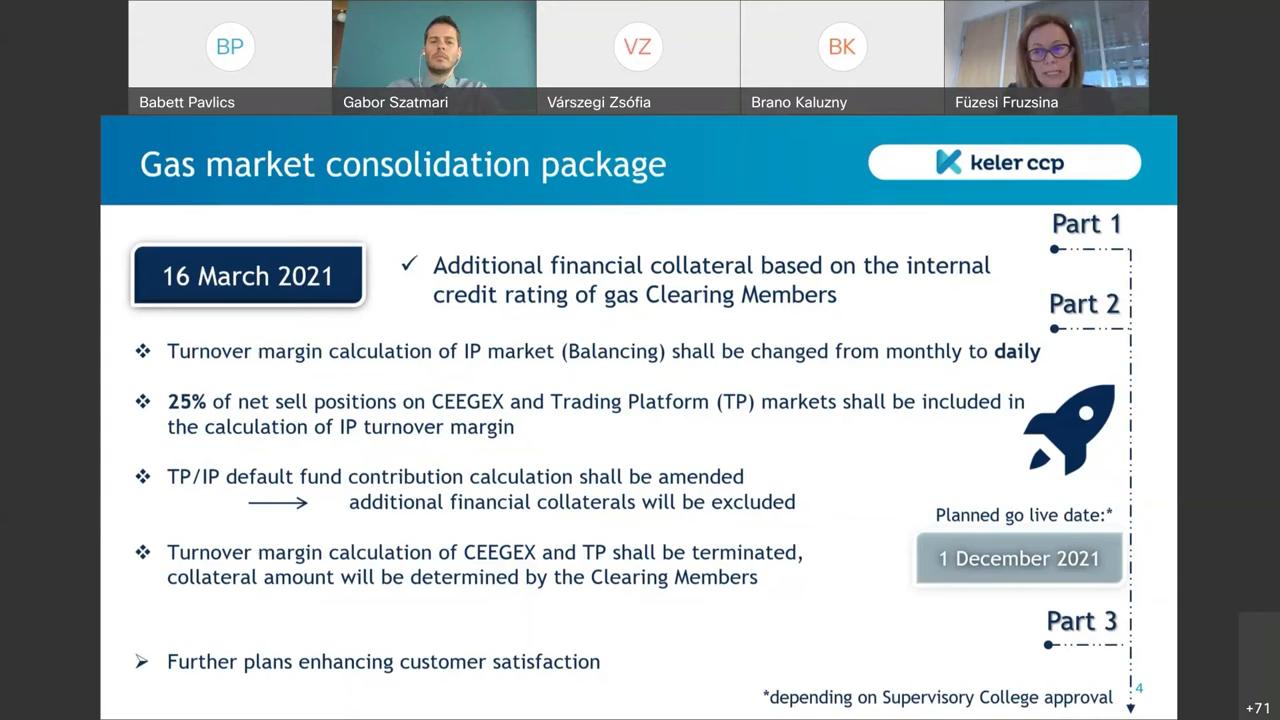 BP
VZ
BK
Babett Pavlics
Gabor Szatmari
Várszegi Zsófia
Brano Kaluzny
Füzesi Fruzsina
Gas market consolidation package
keler ccp
Part 1
16 March 2021
Additional financial collateral based on the internal
credit rating of gas Clearing Members
Part 2
Turnover margin calculation of IP market (Balancing) shall be changed from monthly to daily
25% of net sell positions on CEEGEX and Trading Platform (TP) markets shall be included in
the calculation of IP turnover margin
TP/IP default fund contribution calculation shall be amended
additional financial collaterals will be excluded
Planned go live date:*
1 December 2021
Turnover margin calculation of CEEGEX and TP shall be terminated,
collateral amount will be determined by the Clearing Members
Part 3
Further plans enhancing customer satisfaction
*depending on Supervisory College approval
4
+71